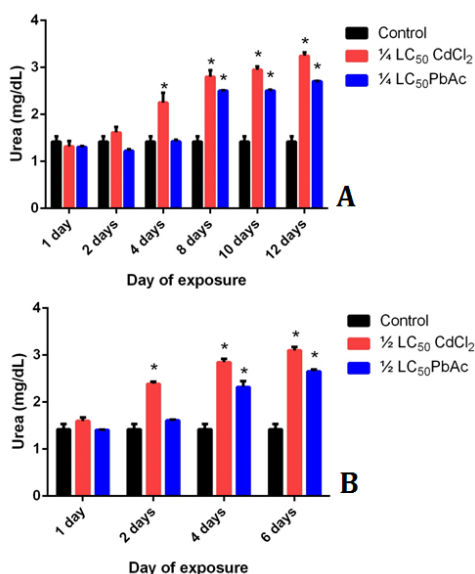 4
3
2
1
0
Urea (mg/dL)
*
*
*
*
*
*
*
1 day
2 days
4 days
8 days
10 days
12 days
Day of exposure
Control
¼ LC₅₀ CdCl₂
¼ LC₅₀PbAc
A
4
3
2
1
0
Urea (mg/dL)
*
*
*
*
*
1 day
2 days
4 days
6 days
Day of exposure
Control
½ LC₅₀ CdCl₂
½ LC₅₀PbAc
B